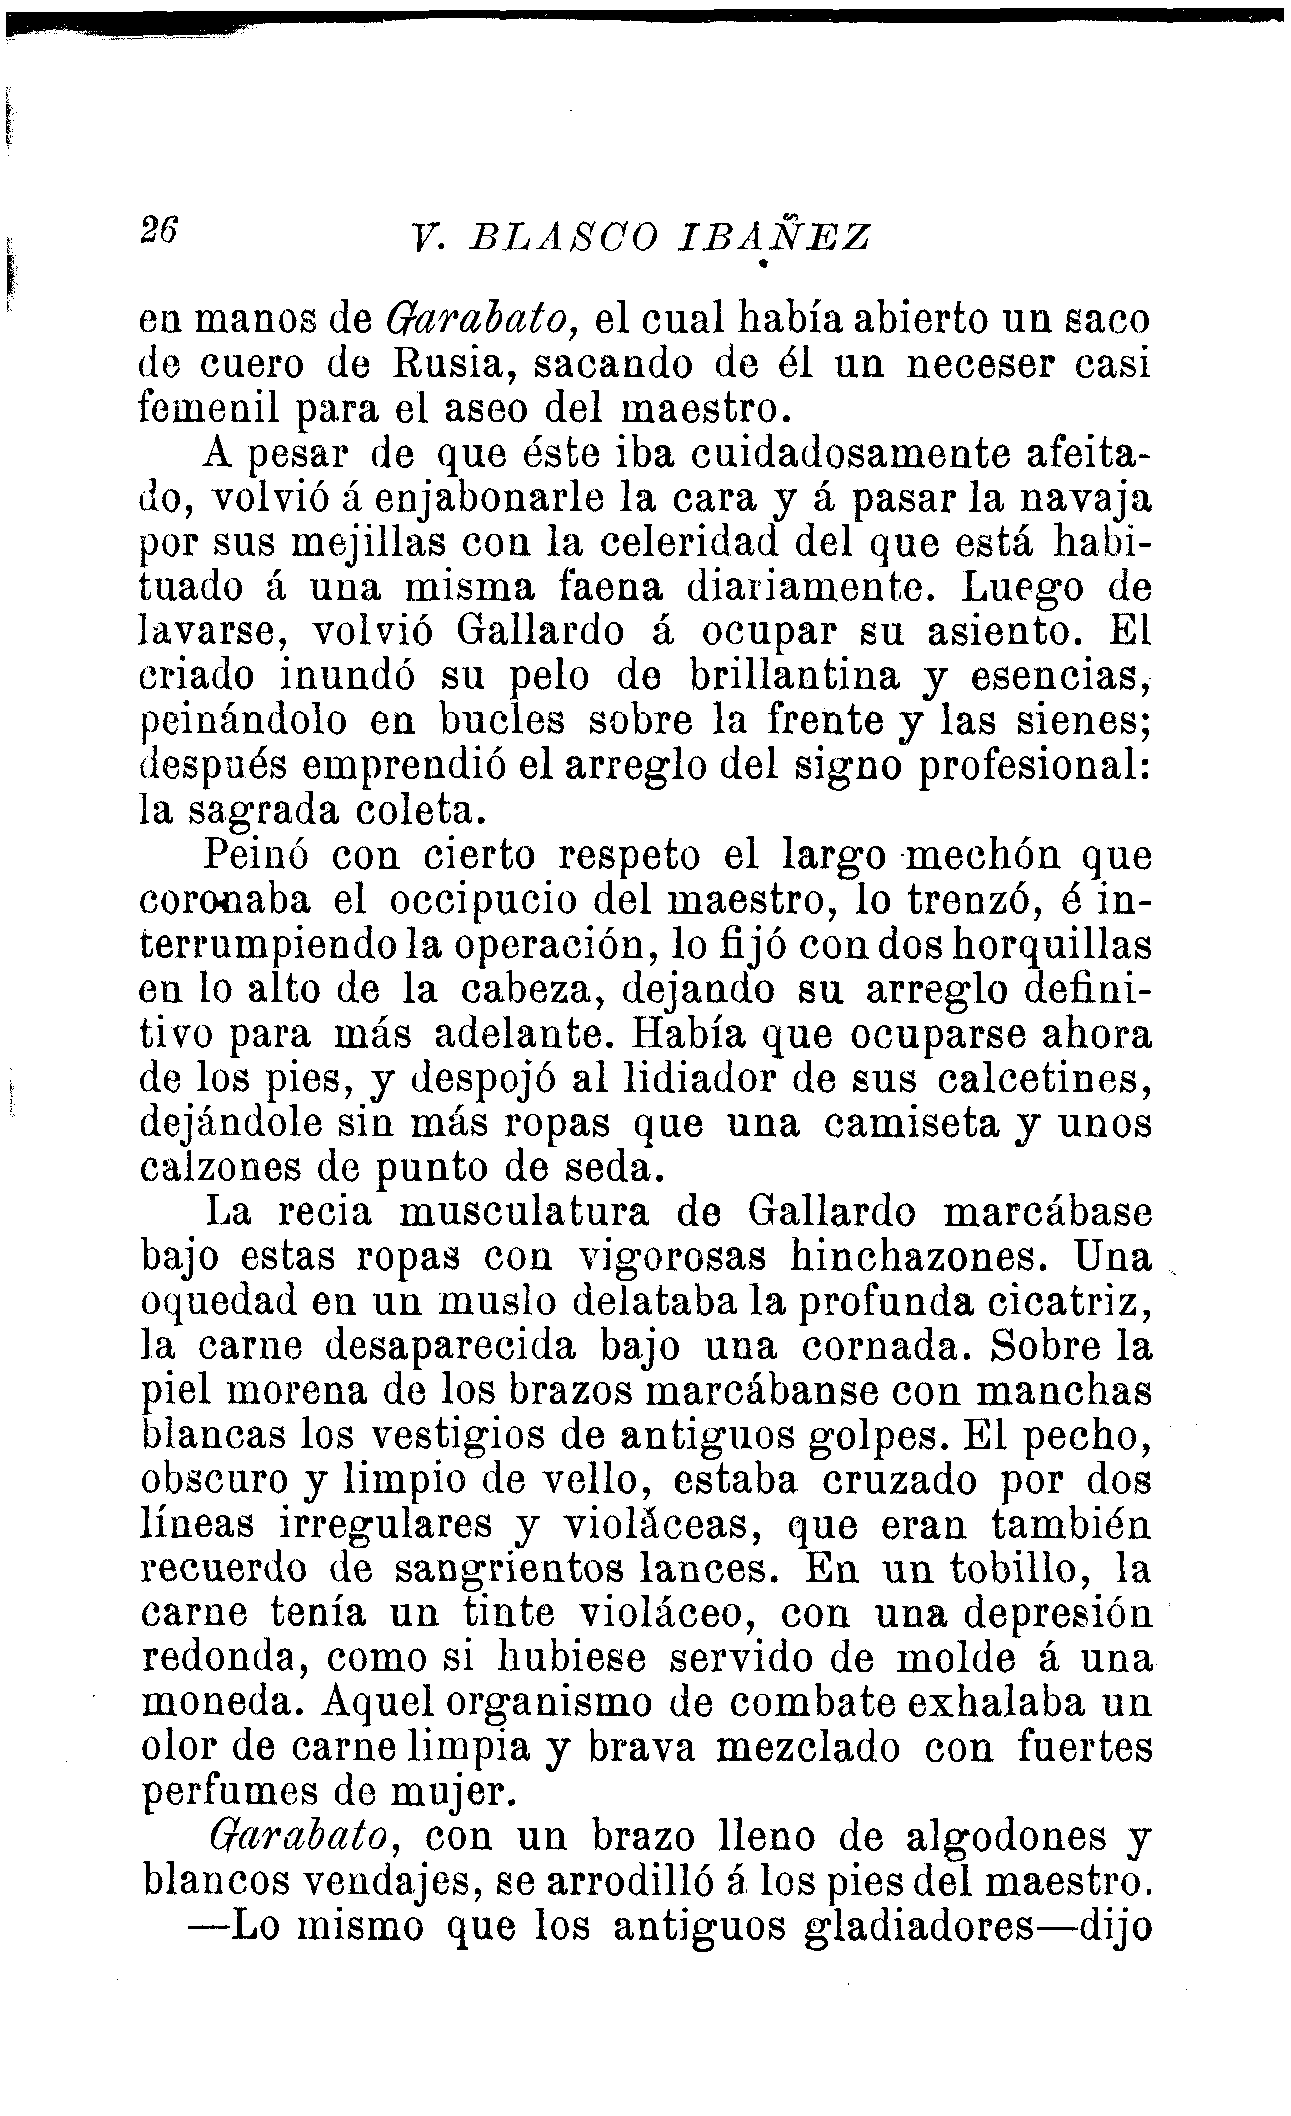 26 V. BLASCO IBAÑEZ
en manos de Garabato, el cual había abierto un saco
de cuero de Rusia, sacando de él un neceser casi
femenil para el aseo del maestro.
A pesar de que éste iba cuidadosamente afeita-
do, volvió á enjabonarle la cara y á pasar la navaja
por sus mejillas con la celeridad del que está habi-
tuado á una misma faena diariamente. Luego de
lavarse, volvió Gallardo á ocupar su asiento. El
criado inundó su pelo de brillantina y esencias,
peinándolo en bucles sobre la frente y las sienes;
después emprendió el arreglo del signo profesional:
la sagrada coleta.
Peinó con cierto respeto el largo mechón que
coronaba el occipucio del maestro, lo trenzó, é in-
terrumpiendo la operación, lo fijó con dos horquillas
en lo alto de la cabeza, dejando su arreglo defini-
tivo para más adelante. Había que ocuparse ahora
de los pies, y despojó al lidiador de sus calcetines,
dejándole sin más ropas que una camiseta y unos
calzones de punto de seda.
La recia musculatura de Gallardo marcábase
bajo estas ropas con vigorosas hinchazones. Una
oquedad en un muslo delataba la profunda cicatriz,
la carne desaparecida bajo una cornada. Sobre la
piel morena de los brazos marcábanse con manchas
blancas los vestigios de antiguos golpes. El pecho,
obscuro y limpio de vello, estaba cruzado por dos
líneas irregulares y violáceas, que eran también
recuerdo de sangrientos lances. En un tobillo, la
carne tenía un tinte violáceo, con una depresión
redonda, como si hubiese servido de molde á una
moneda. Aquel organismo de combate exhalaba un
olor de carne limpia y brava mezclado con fuertes
perfumes de mujer.
Garabato, con un brazo lleno de algodones y
blancos vendajes, se arrodilló á los pies del maestro.
—Lo mismo que los antiguos gladiadores—dijo